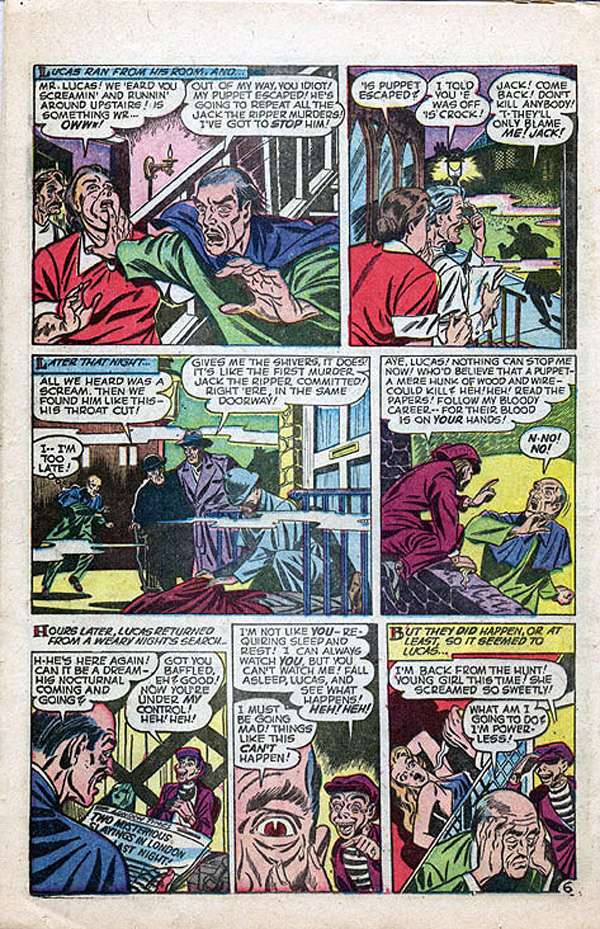 LUCAS RAN FROM HIS ROOM, AND...
MR. LUCAS! WE 'EARD YOU
SCREAMIN' AND RUNNIN'
AROUND UPSTAIRS! IS
SOMETHING WR...
OWWW!
OUT OF MY WAY, YOU IDIOT!
MY PUPPET ESCAPED! HE'S
GOING TO REPEAT ALL THE
JACK THE RIPPER MURDERS!
I'VE GOT TO STOP HIM!
'IS PUPPET
ESCAPED?
I TOLD
YOU 'E
WAS OFF
'IS CROCK!
JACK! COME
BACK! DON'T
KILL ANYBODY!
T-THEY'LL
ONLY BLAME
ME! JACK!
LATER THAT NIGHT...
ALL WE HEARD WAS A
SCREAM. THEN WE
FOUND HIM LIKE THIS--
HIS THROAT CUT!
GIVES ME THE SHIVERS, IT DOES!
IT'S LIKE THE FIRST MURDER
JACK THE RIPPER COMMITTED!
RIGHT 'ERE, IN THE SAME
DOORWAY!
I-- I'M
TOO
LATE!
AYE, LUCAS! NOTHING CAN STOP ME
NOW! WHO'D BELIEVE THAT A PUPPET--
A MERE HUNK OF WOOD AND WIRE--
COULD KILL? HEH! HEH! READ THE
PAPERS! FOLLOW MY BLOODY
CAREER-- FOR THEIR BLOOD
IS ON YOUR HANDS!
N-NO!
NO!
HOURS LATER, LUCAS RETURNED
FROM A WEARY NIGHT'S SEARCH...
H-HE'S HERE AGAIN!
CAN IT BE A DREAM--
HIS NOCTURNAL
COMING AND
GOING?
GOT YOU
BAFFLED,
EH? GOOD!
NOW YOU'RE
UNDER MY
CONTROL!
HEH! HEH!
LONDON TIMES
TWO MYSTERIOUS
SLAYINGS IN LONDON
LAST NIGHT!
I'M NOT LIKE YOU--RE-
QUIRING SLEEP AND
REST! I CAN ALWAYS
WATCH YOU, BUT YOU
CAN'T WATCH ME! FALL
ASLEEP, LUCAS, AND
SEE WHAT
HAPPENS!
HEH! HEH!
I MUST
BE GOING
MAD! THINGS
LIKE THIS
CAN'T
HAPPEN!
BUT THEY DID HAPPEN, OR AT
LEAST, SO IT SEEMED TO
LUCAS...
I'M BACK FROM THE HUNT!
YOUNG GIRL THIS TIME! SHE
SCREAMED SO SWEETLY!
WHAT AM I
GOING TO DO?
I'M POWER-
LESS!
6